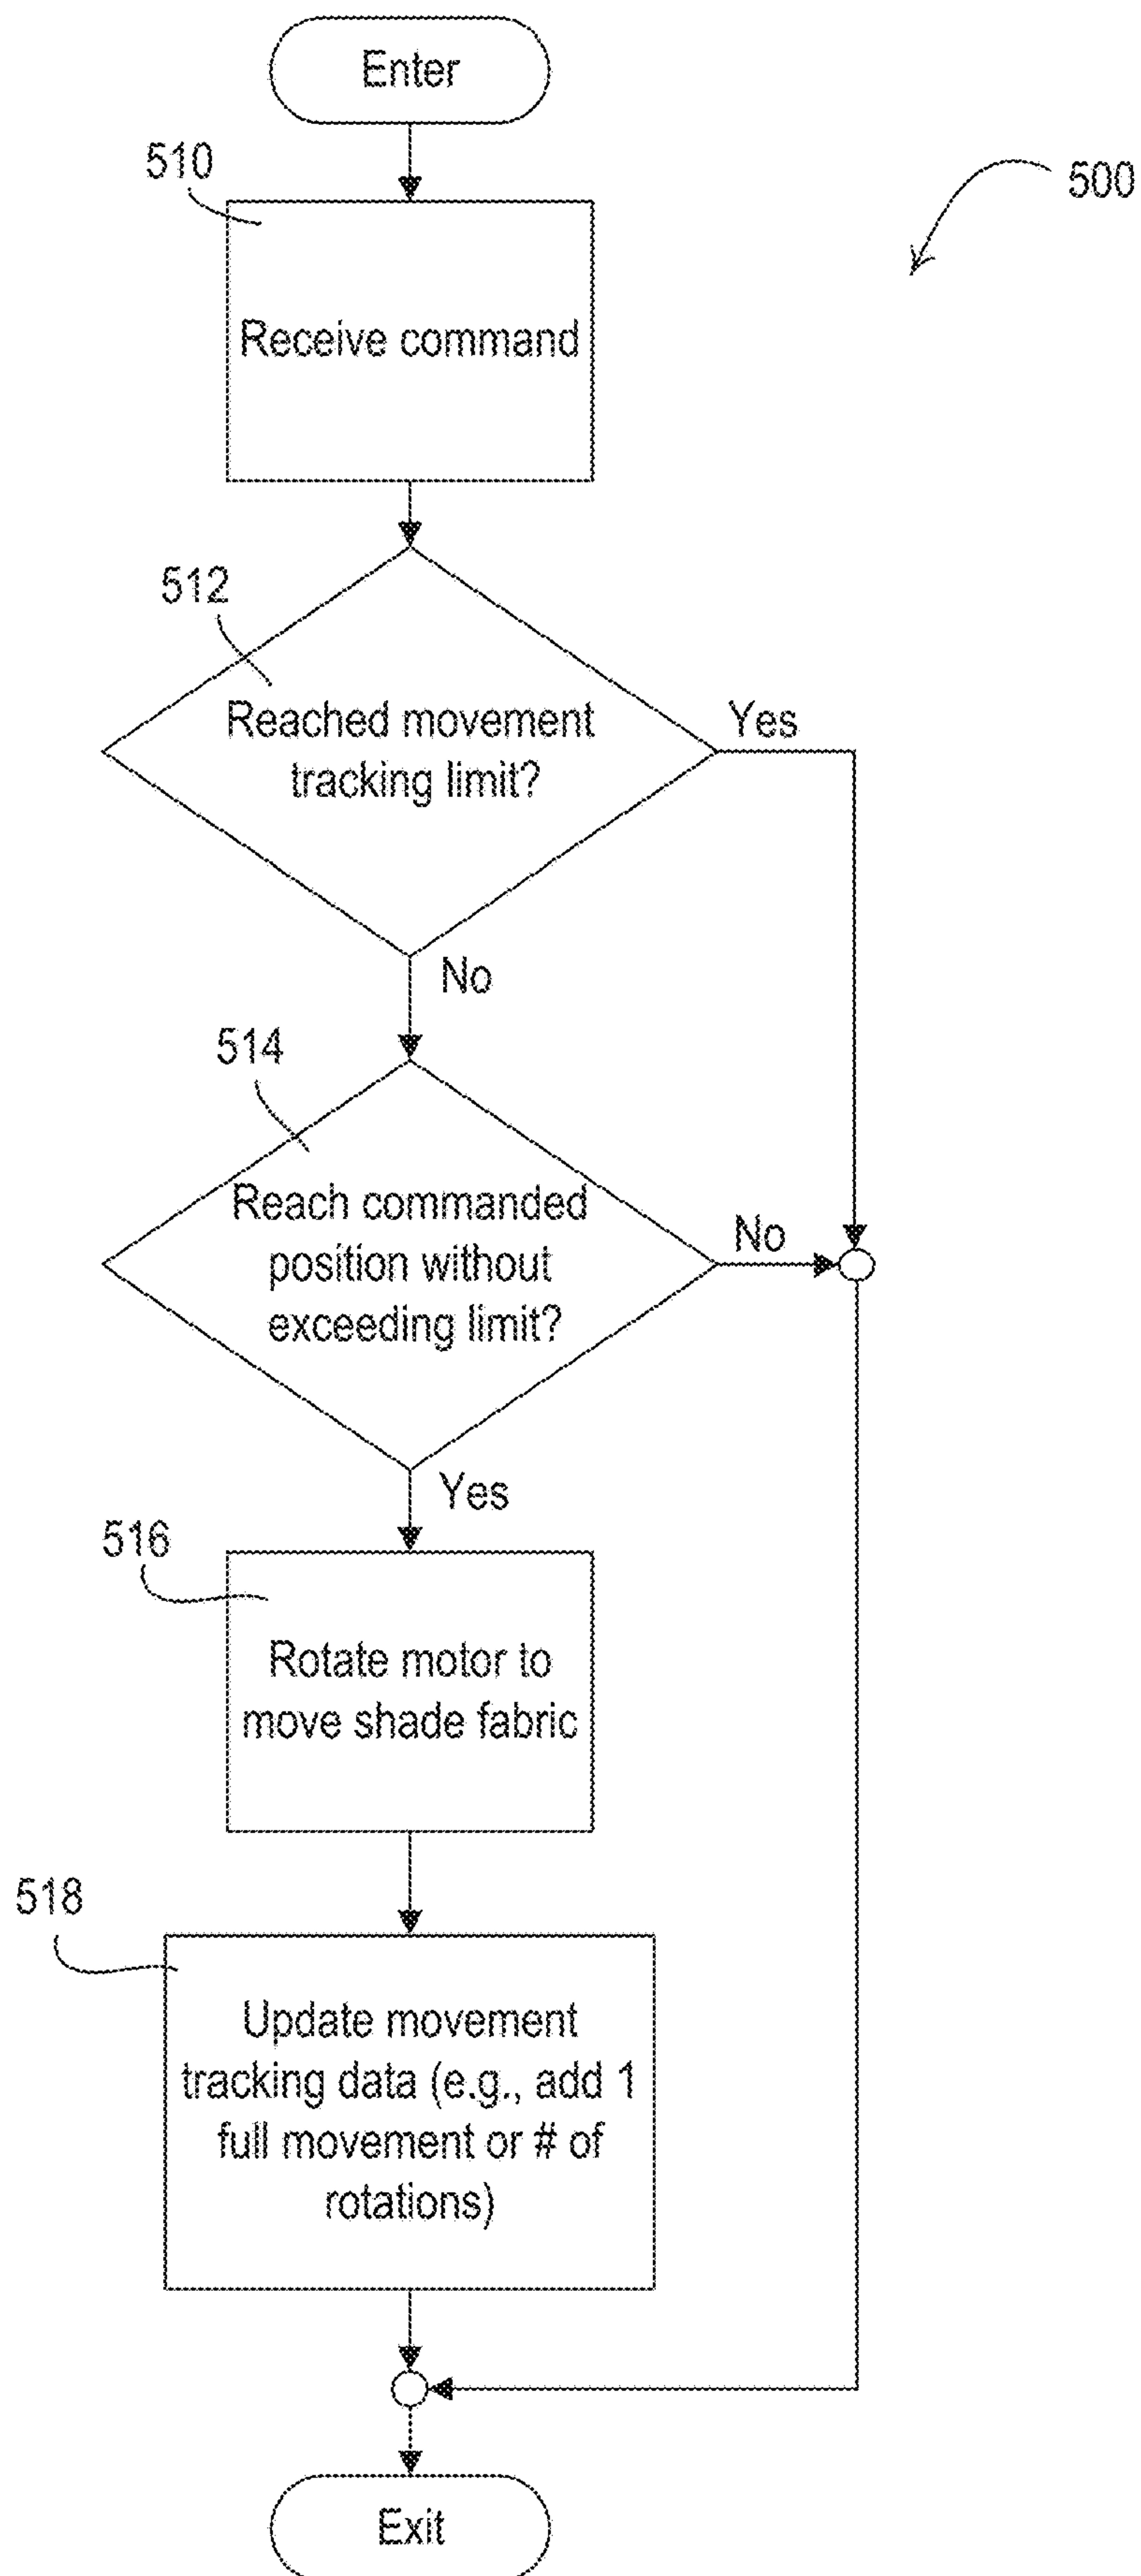 Enter
510
500
Receive command
512
Reached movement
tracking limit?
Yes
No
514
Reach commanded
position without
exceeding limit?
No
Yes
516
Rotate motor to
move shade fabric
518
Update movement
tracking data (e.g., add 1
full movement or # of
rotations)
Exit